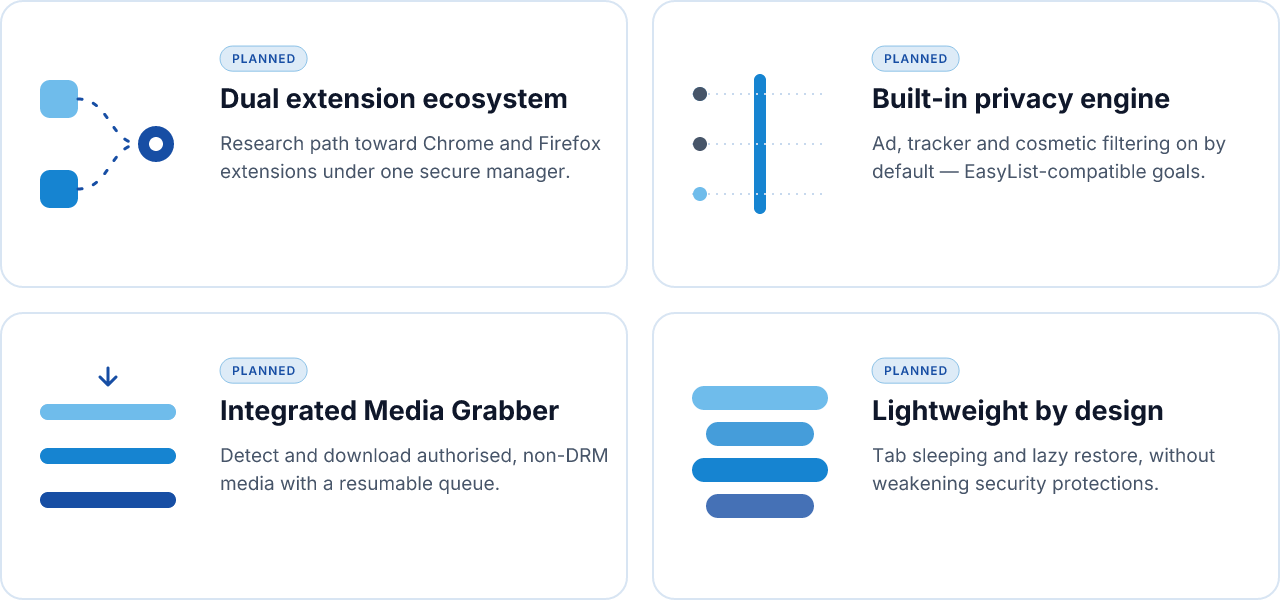 PLANNED
Dual extension ecosystem
Research path toward Chrome and Firefox
extensions under one secure manager.
PLANNED
Built-in privacy engine
Ad, tracker and cosmetic filtering on by
default — EasyList-compatible goals.
PLANNED
Integrated Media Grabber
Detect and download authorised, non-DRM
media with a resumable queue.
PLANNED
Lightweight by design
Tab sleeping and lazy restore, without
weakening security protections.